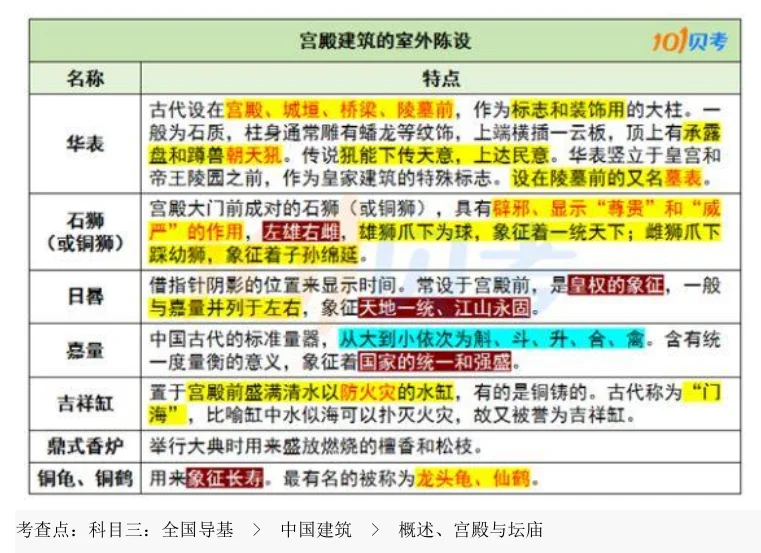 宫殿建筑的室外陈设
101贝考
名称 特点
华表
古代设在宫殿、城垣、桥梁、陵墓前，作为标志和装饰用的大柱。一
般为石质，柱身通常雕有蟠龙等纹饰，上端横插一云板，顶上有承露
盘和蹲兽朝天犼。传说犼能下传天意，上达民意。华表竖立于皇宫和
帝王陵园之前，作为皇家建筑的特殊标志。设在陵墓前的又名墓表。
石狮
（或铜狮）
宫殿大门前成对的石狮（或铜狮），具有辟邪、显示“尊贵”和“威
严”的作用，左雄右雌，雄狮爪下为球，象征着一统天下；雌狮爪下
踩幼狮，象征着子孙绵延。
日晷
借指针阴影的位置来显示时间。常设于宫殿前，是皇权的象征，一般
与嘉量并列于左右，象征天地一统、江山永固。
嘉量
中国古代的标准量器，从大到小依次为斛、斗、升、合、龠。含有统
一度量衡的意义，象征着国家的统一和强盛。
吉祥缸
置于宫殿前盛满清水以防火灾的水缸，有的是铜铸的。古代称为“门
海”，比喻缸中水似海可以扑灭火灾，故又被誉为吉祥缸。
鼎式香炉
举行大典时用来盛放燃烧的檀香和松枝。
铜龟、铜鹤
用来象征长寿。最有名的被称为龙头龟、仙鹤。
考查点：科目三：全国导基 > 中国建筑 > 概述、宫殿与坛庙